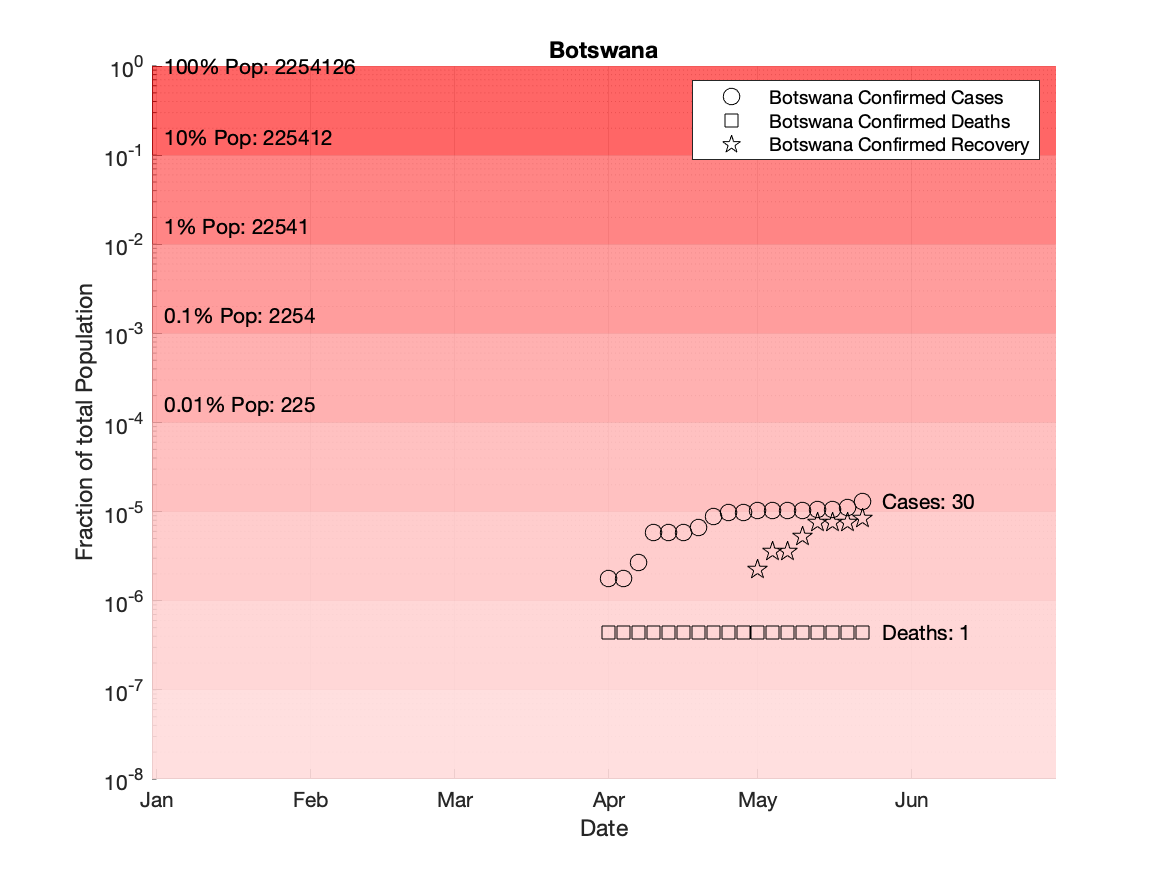 Botswana
10^0
100% Pop: 2254126
Botswana Confirmed Cases
Botswana Confirmed Deaths
Botswana Confirmed Recovery
10% Pop: 225412
10^-1
1% Pop: 22541
10^-2
0.1% Pop: 2254
10^-3
0.01% Pop: 225
10^-4
Fraction of total Population
Cases: 30
10^-5
10^-6
Deaths: 1
10^-7
10^-8
Jan Feb Mar Apr May Jun
Date